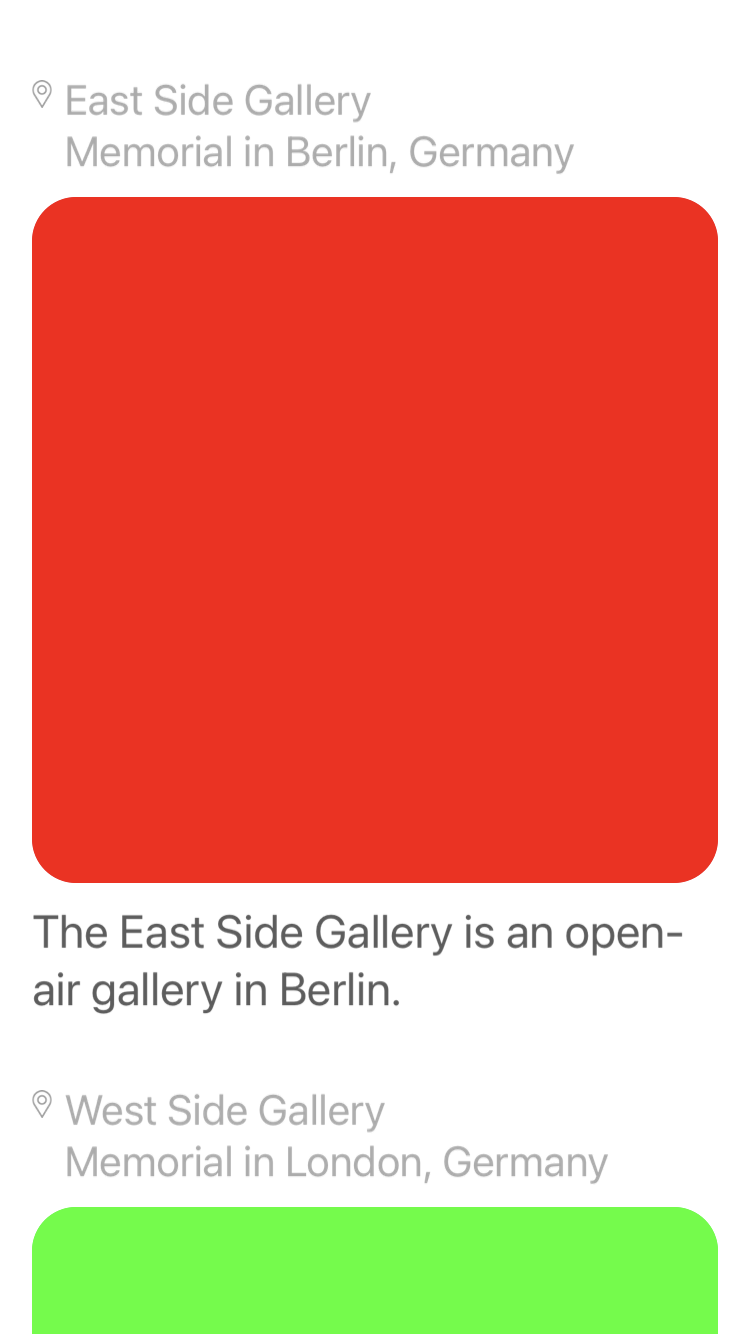 East Side Gallery
Memorial in Berlin, Germany
The East Side Gallery is an open-
air gallery in Berlin.
West Side Gallery
Memorial in London, Germany